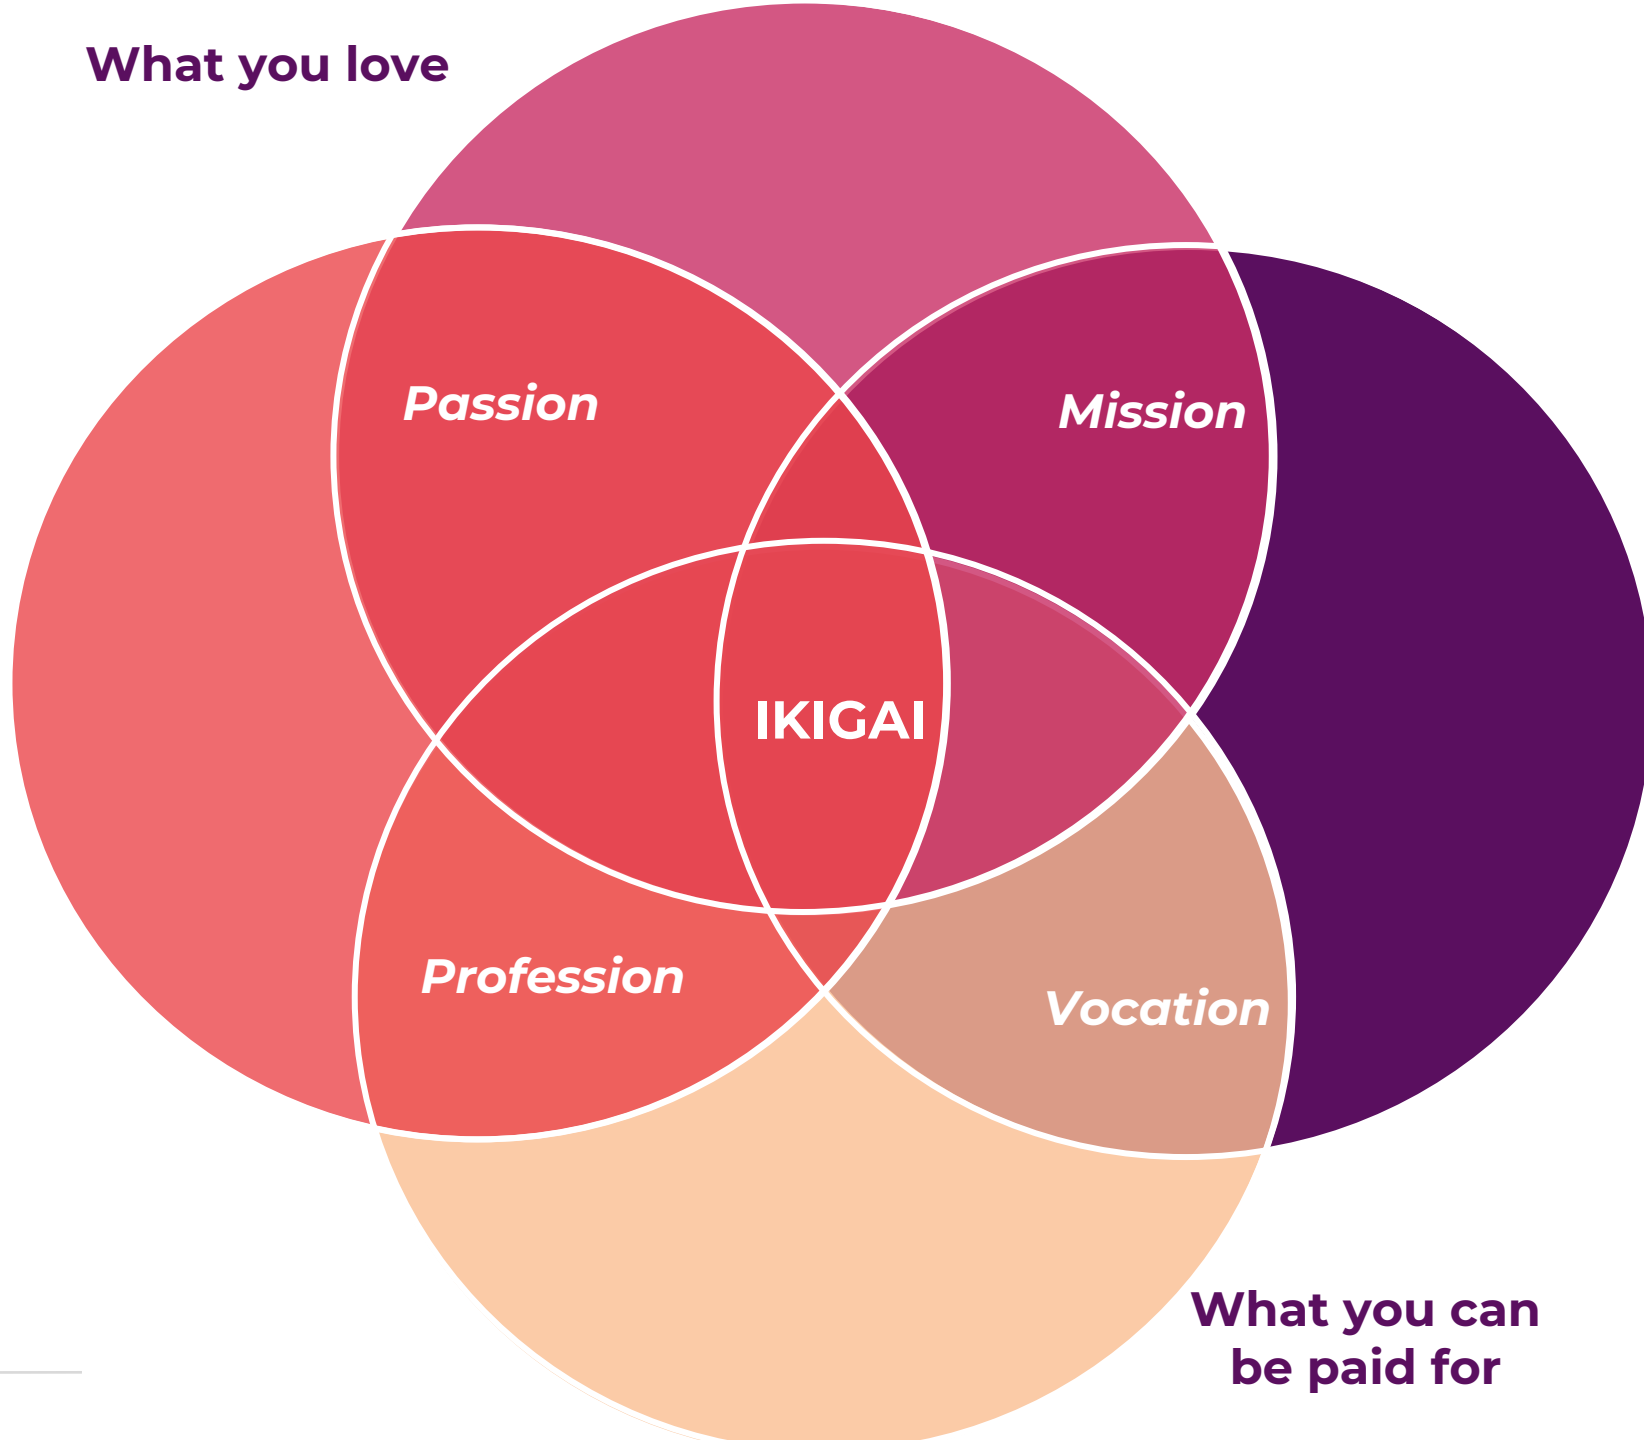 What you love
Passion
Mission
IKIGAI
Profession
Vocation
What you can
be paid for